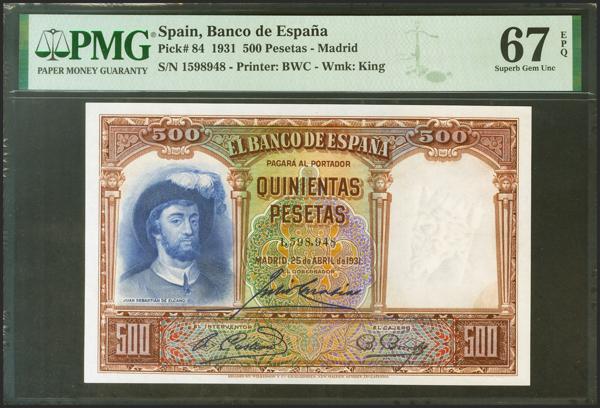 PMG
PAPER MONEY GUARANTY
Spain, Banco de España
Pick# 84 1931 500 Pesetas - Madrid
S/N 1598948 - Printer: BWC - Wmk: King
67 EPQ
Superb Gem Unc
500
500
EL BANCO DE ESPAÑA
PAGARÁ AL PORTADOR
QUINIENTAS
PESETAS
1,598,948
MADRID, 25 de ABRIL de 1931
EL GOBERNADOR
JUAN SEBASTIÁN DE ELCANO
EL INTERVENTOR
EL CAJERO
500
500